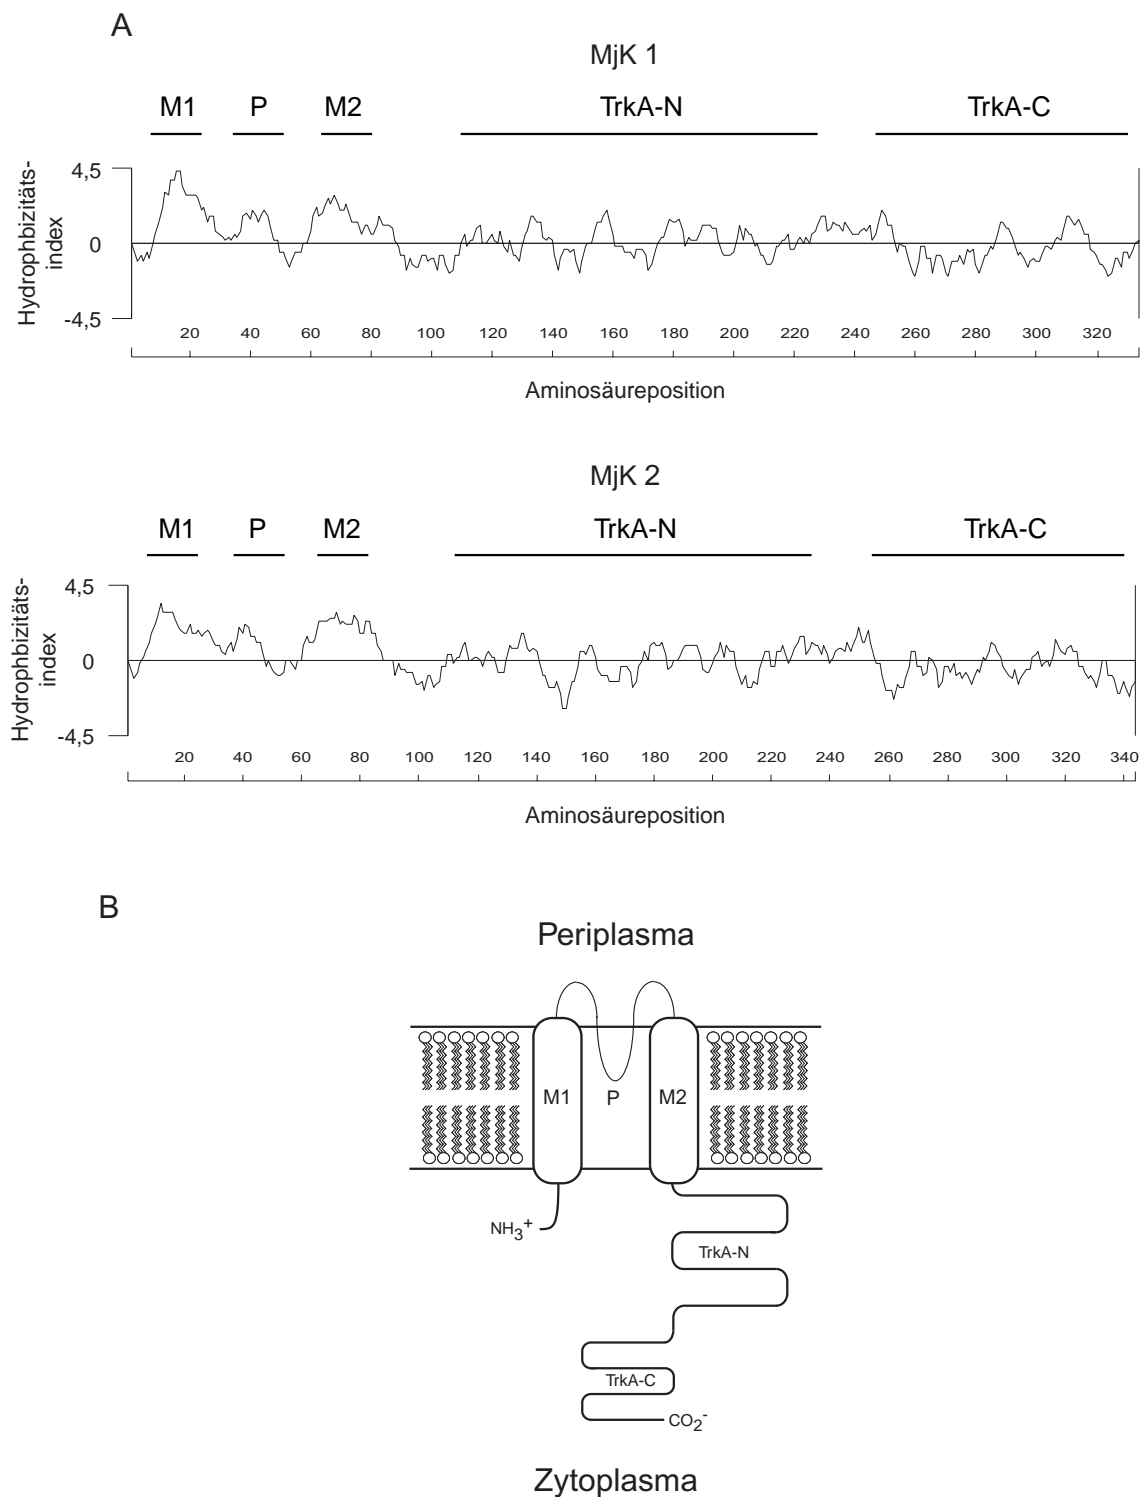 A
MjK 1
M1 P M2 TrkA-N TrkA-C
Hydrophbizitäts-
index
4,5
0
-4,5
20 40 60 80 100 120 140 160 180 200 220 240 260 280 300 320
Aminosäureposition
MjK 2
M1 P M2 TrkA-N TrkA-C
Hydrophbizitäts-
index
4,5
0
-4,5
20 40 60 80 100 120 140 160 180 200 220 240 260 280 300 320 340
Aminosäureposition
B
Periplasma
M1 P M2
NH3+
TrkA-N
TrkA-C
CO2-
Zytoplasma